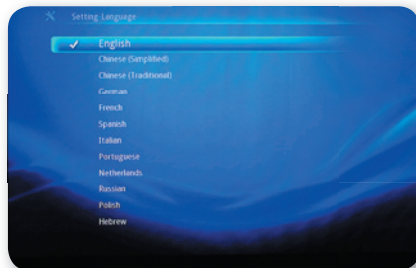 Setting-Language
English
Chinese (Simplified)
Chinese (Traditional)
German
French
Spanish
Italian
Portuguese
Netherlands
Russian
Polish
Hebrew